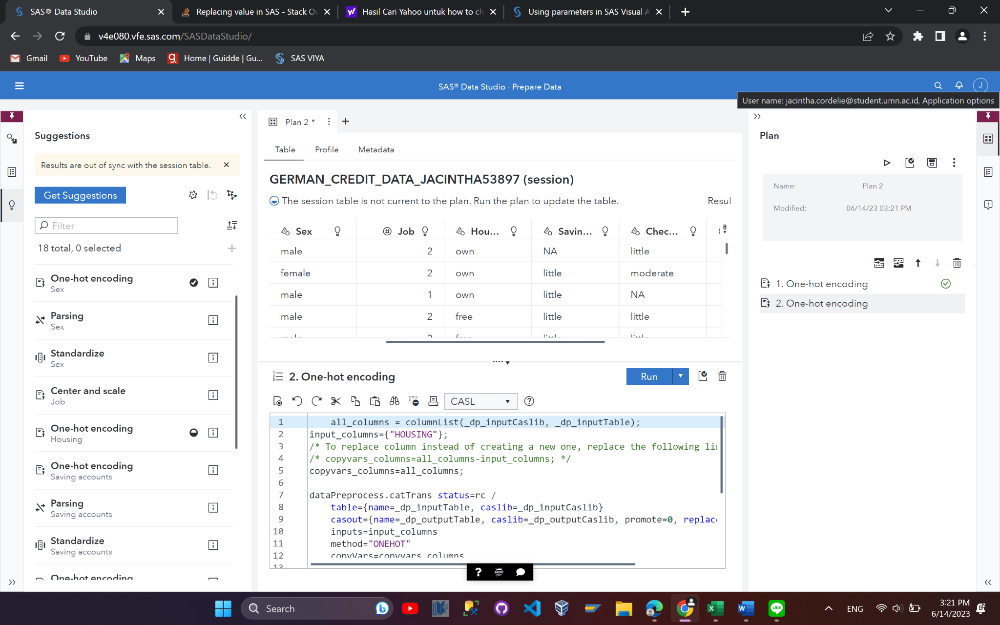 SAS® Data Studio
Replacing value in SAS - Stack Ov
Hasil Cari Yahoo untuk how to ch
Using parameters in SAS Visual A
v4e080.vfe.sas.com/SASDataStudio/
Gmail
YouTube
Maps
Home | Guidde | Gu...
SAS VIYA
SAS® Data Studio - Prepare Data
J
User name: jacintha.cordelie@student.umn.ac.id, Application options
Suggestions
Results are out of sync with the session table.
Get Suggestions
Filter
18 total, 0 selected
One-hot encoding
Sex
Parsing
Sex
Standardize
Sex
Center and scale
Job
One-hot encoding
Housing
One-hot encoding
Saving accounts
Parsing
Saving accounts
Standardize
Saving accounts
One-hot encoding
Plan 2 *
Table Profile Metadata
GERMAN_CREDIT_DATA_JACINTHA53897 (session)
The session table is not current to the plan. Run the plan to update the table. Resul
Sex Job Hou... Savin... Chec...
male 2 own NA little
female 2 own little moderate
male 1 own little NA
male 2 free little little
male 2 free little little
2. One-hot encoding
Run
CASL
1 all_columns = columnList(_dp_inputCaslib, _dp_inputTable);
2 input_columns={"HOUSING"};
3 /* To replace column instead of creating a new one, replace the following li
4 /* copyvars_columns=all_columns-input_columns; */
5 copyvars_columns=all_columns;
6
7 dataPreprocess.catTrans status=rc /
8 table={name=_dp_inputTable, caslib=_dp_inputCaslib}
9 casout={name=_dp_outputTable, caslib=_dp_outputCaslib, promote=0, replac
10 inputs=input_columns
11 method="ONEHOT"
12 copyVars=copyvars_columns
13
Plan
Name: Plan 2
Modified: 06/14/23 03:21 PM
1. One-hot encoding
2. One-hot encoding
Search
ENG
3:21 PM
6/14/2023